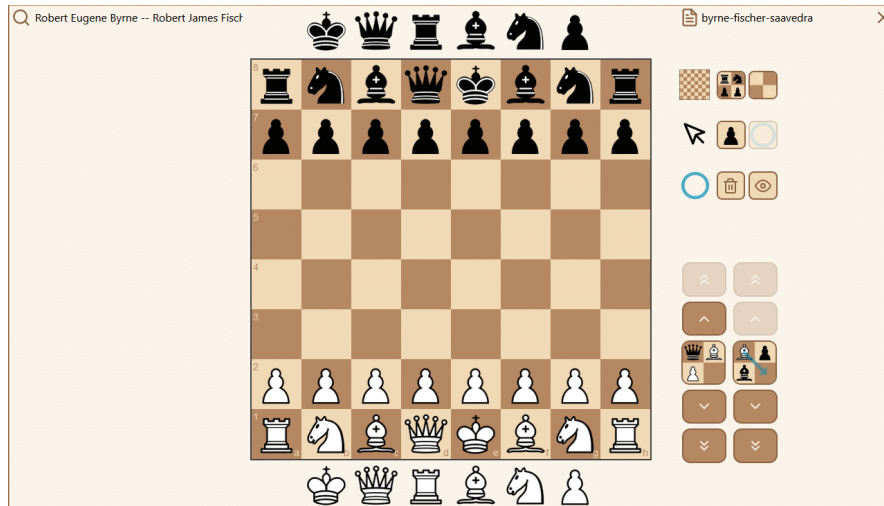 Robert Eugene Byrne -- Robert James Fisch
byrne-fischer-saavedra
8
7
6
5
4
3
2
1
a
b
c
d
e
f
g
h